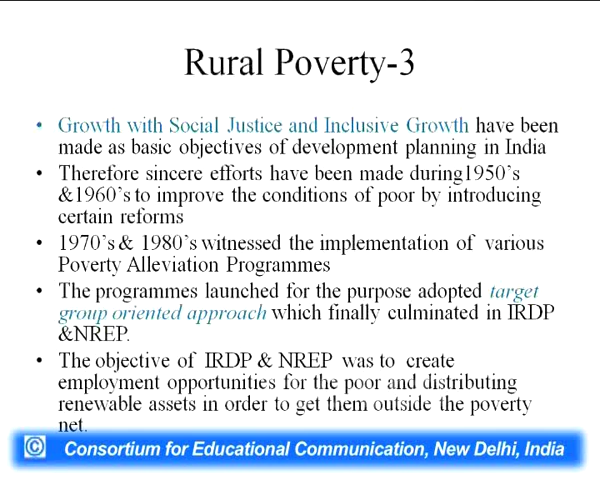 Rural Poverty-3
• Growth with Social Justice and Inclusive Growth have been
made as basic objectives of development planning in India
• Therefore sincere efforts have been made during1950's
&1960's to improve the conditions of poor by introducing
certain reforms
• 1970's & 1980's witnessed the implementation of various
Poverty Alleviation Programmes
• The programmes launched for the purpose adopted target
group oriented approach which finally culminated in IRDP
&NREP.
• The objective of IRDP & NREP was to create
employment opportunities for the poor and distributing
renewable assets in order to get them outside the poverty
net.
© Consortium for Educational Communication, New Delhi, India